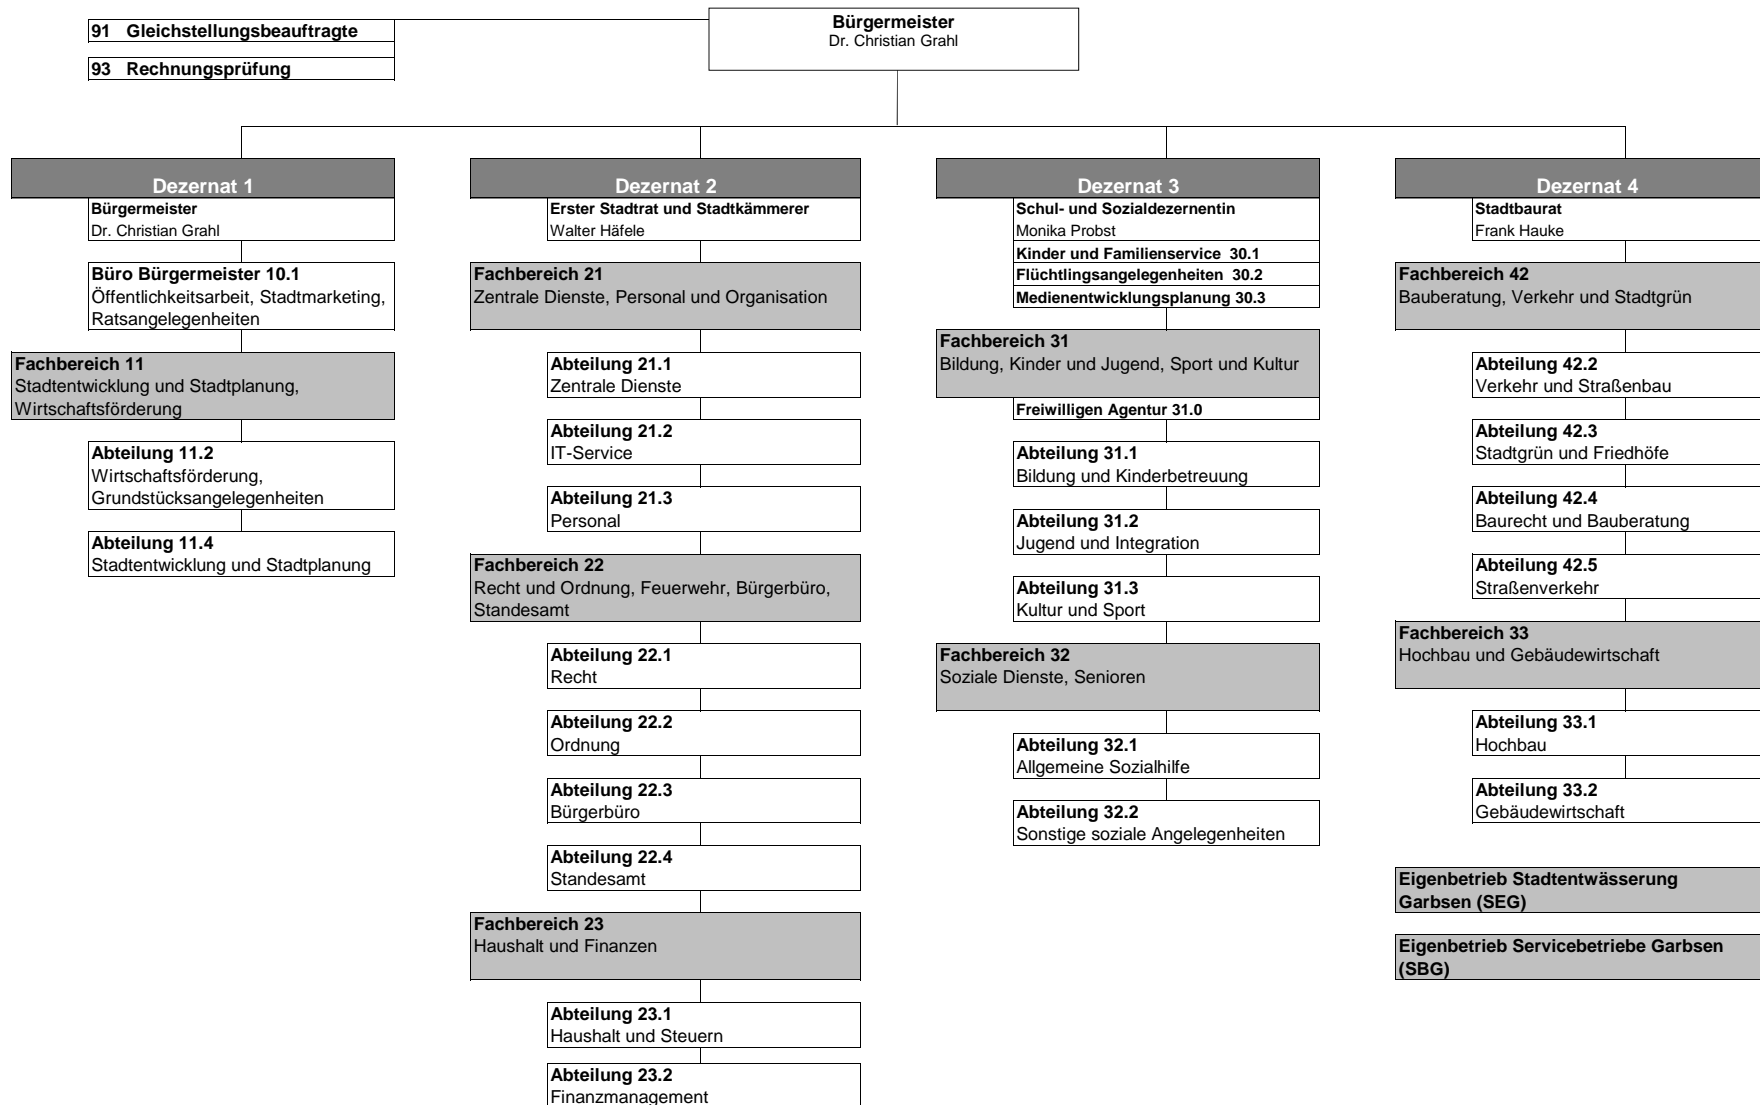 91 Gleichstellungsbeauftragte
93 Rechnungsprüfung
Bürgermeister
Dr. Christian Grahl
Dezernat 1
Bürgermeister
Dr. Christian Grahl
Büro Bürgermeister 10.1
Öffentlichkeitsarbeit, Stadtmarketing,
Ratsangelegenheiten
Fachbereich 11
Stadtentwicklung und Stadtplanung,
Wirtschaftsförderung
Abteilung 11.2
Wirtschaftsförderung,
Grundstücksangelegenheiten
Abteilung 11.4
Stadtentwicklung und Stadtplanung
Dezernat 2
Erster Stadtrat und Stadtkämmerer
Walter Häfele
Fachbereich 21
Zentrale Dienste, Personal und Organisation
Abteilung 21.1
Zentrale Dienste
Abteilung 21.2
IT-Service
Abteilung 21.3
Personal
Fachbereich 22
Recht und Ordnung, Feuerwehr, Bürgerbüro,
Standesamt
Abteilung 22.1
Recht
Abteilung 22.2
Ordnung
Abteilung 22.3
Bürgerbüro
Abteilung 22.4
Standesamt
Fachbereich 23
Haushalt und Finanzen
Abteilung 23.1
Haushalt und Steuern
Abteilung 23.2
Finanzmanagement
Dezernat 3
Schul- und Sozialdezernentin
Monika Probst
Kinder und Familienservice 30.1
Flüchtlingsangelegenheiten 30.2
Medienentwicklungsplanung 30.3
Fachbereich 31
Bildung, Kinder und Jugend, Sport und Kultur
Freiwilligen Agentur 31.0
Abteilung 31.1
Bildung und Kinderbetreuung
Abteilung 31.2
Jugend und Integration
Abteilung 31.3
Kultur und Sport
Fachbereich 32
Soziale Dienste, Senioren
Abteilung 32.1
Allgemeine Sozialhilfe
Abteilung 32.2
Sonstige soziale Angelegenheiten
Dezernat 4
Stadtbaurat
Frank Hauke
Fachbereich 42
Bauberatung, Verkehr und Stadtgrün
Abteilung 42.2
Verkehr und Straßenbau
Abteilung 42.3
Stadtgrün und Friedhöfe
Abteilung 42.4
Baurecht und Bauberatung
Abteilung 42.5
Straßenverkehr
Fachbereich 33
Hochbau und Gebäudewirtschaft
Abteilung 33.1
Hochbau
Abteilung 33.2
Gebäudewirtschaft
Eigenbetrieb Stadtentwässerung
Garbsen (SEG)
Eigenbetrieb Servicebetriebe Garbsen
(SBG)